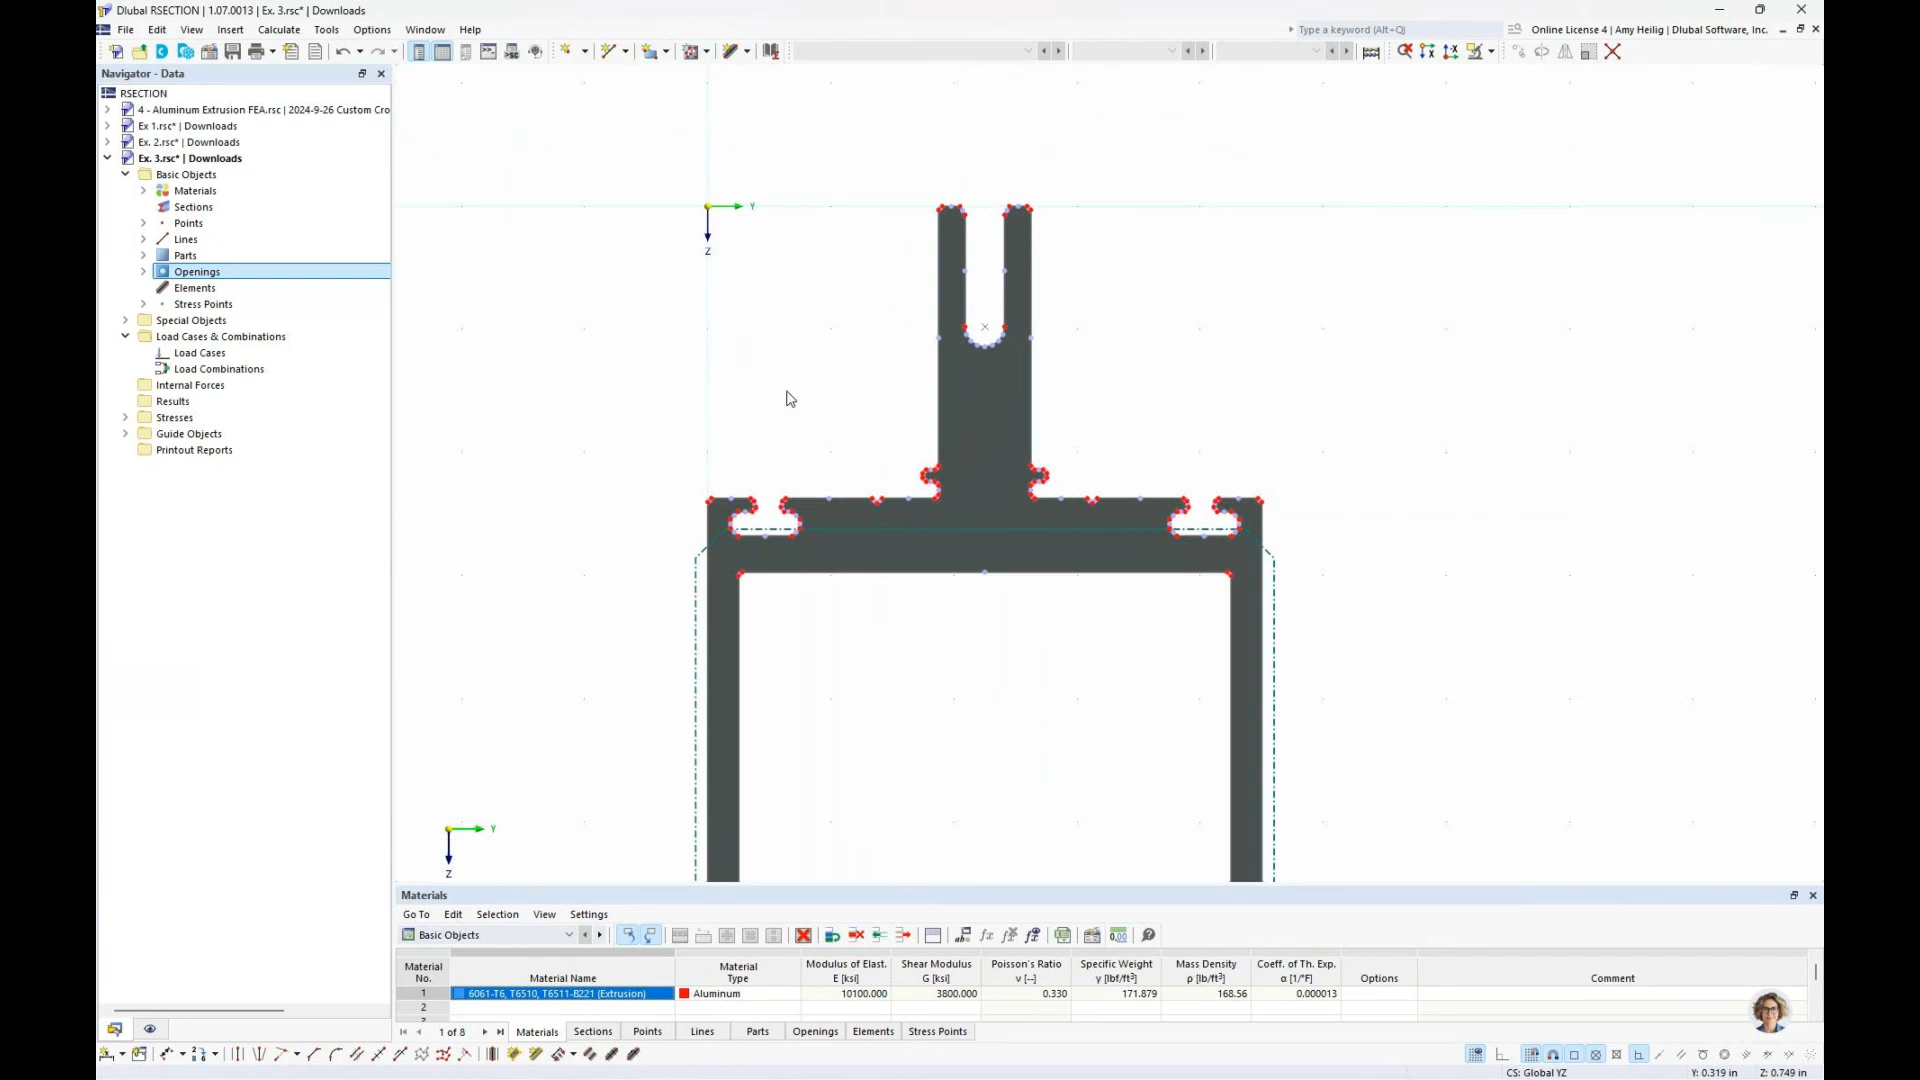 Dlubal RSECTION | 1.07.0013 | Ex. 3.rsc* | Downloads
File Edit View Insert Calculate Tools Options Window Help
Type a keyword (Alt+Q)
Online License 4 | Amy Heilig | Dlubal Software, Inc.
Navigator - Data
RSECTION
4 - Aluminum Extrusion FEA.rsc | 2024-9-26 Custom Cro
Ex 1.rsc* | Downloads
Ex. 2.rsc* | Downloads
Ex. 3.rsc* | Downloads
Basic Objects
Materials
Sections
Points
Lines
Parts
Openings
Elements
Stress Points
Special Objects
Load Cases & Combinations
Load Cases
Load Combinations
Internal Forces
Results
Stresses
Guide Objects
Printout Reports
Y
Z
Y
Z
Materials
Go To Edit Selection View Settings
Basic Objects
Material No. Material Name Material Type Modulus of Elast. E [ksi] Shear Modulus G [ksi] Poisson's Ratio ν [--] Specific Weight γ [lbf/ft³] Mass Density ρ [lb/ft³] Coeff. of Th. Exp. α [1/°F] Options Comment
1 6061-T6, T6510, T6511-B221 (Extrusion) Aluminum 10100.000 3800.000 0.330 171.879 168.56 0.000013
2
1 of 8 Materials Sections Points Lines Parts Openings Elements Stress Points
CS: Global YZ Y: 0.319 in Z: 0.749 in